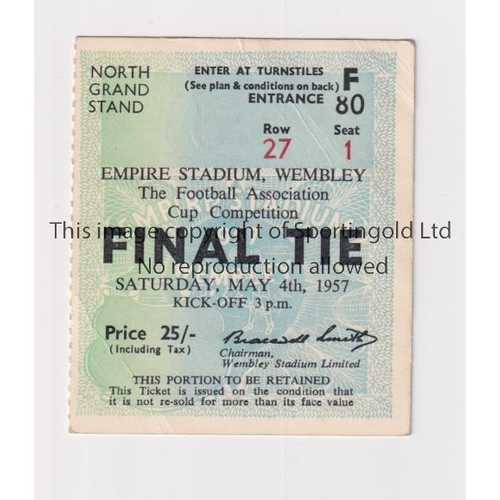 NORTH GRAND STAND
ENTER AT TURNSTILES F
(See plan & conditions on back)
ENTRANCE 80
Row Seat
27 1
EMPIRE STADIUM, WEMBLEY
The Football Association
Cup Competition
This image copyright of Sportingold Ltd
FINAL TIE
No reproduction allowed
SATURDAY, MAY 4th, 1957
KICK-OFF 3 p.m.
Price 25/-
(Including Tax)
Bracewell Smith
Chairman,
Wembley Stadium Limited
THIS PORTION TO BE RETAINED
This Ticket is issued on the condition that
it is not re-sold for more than its face value